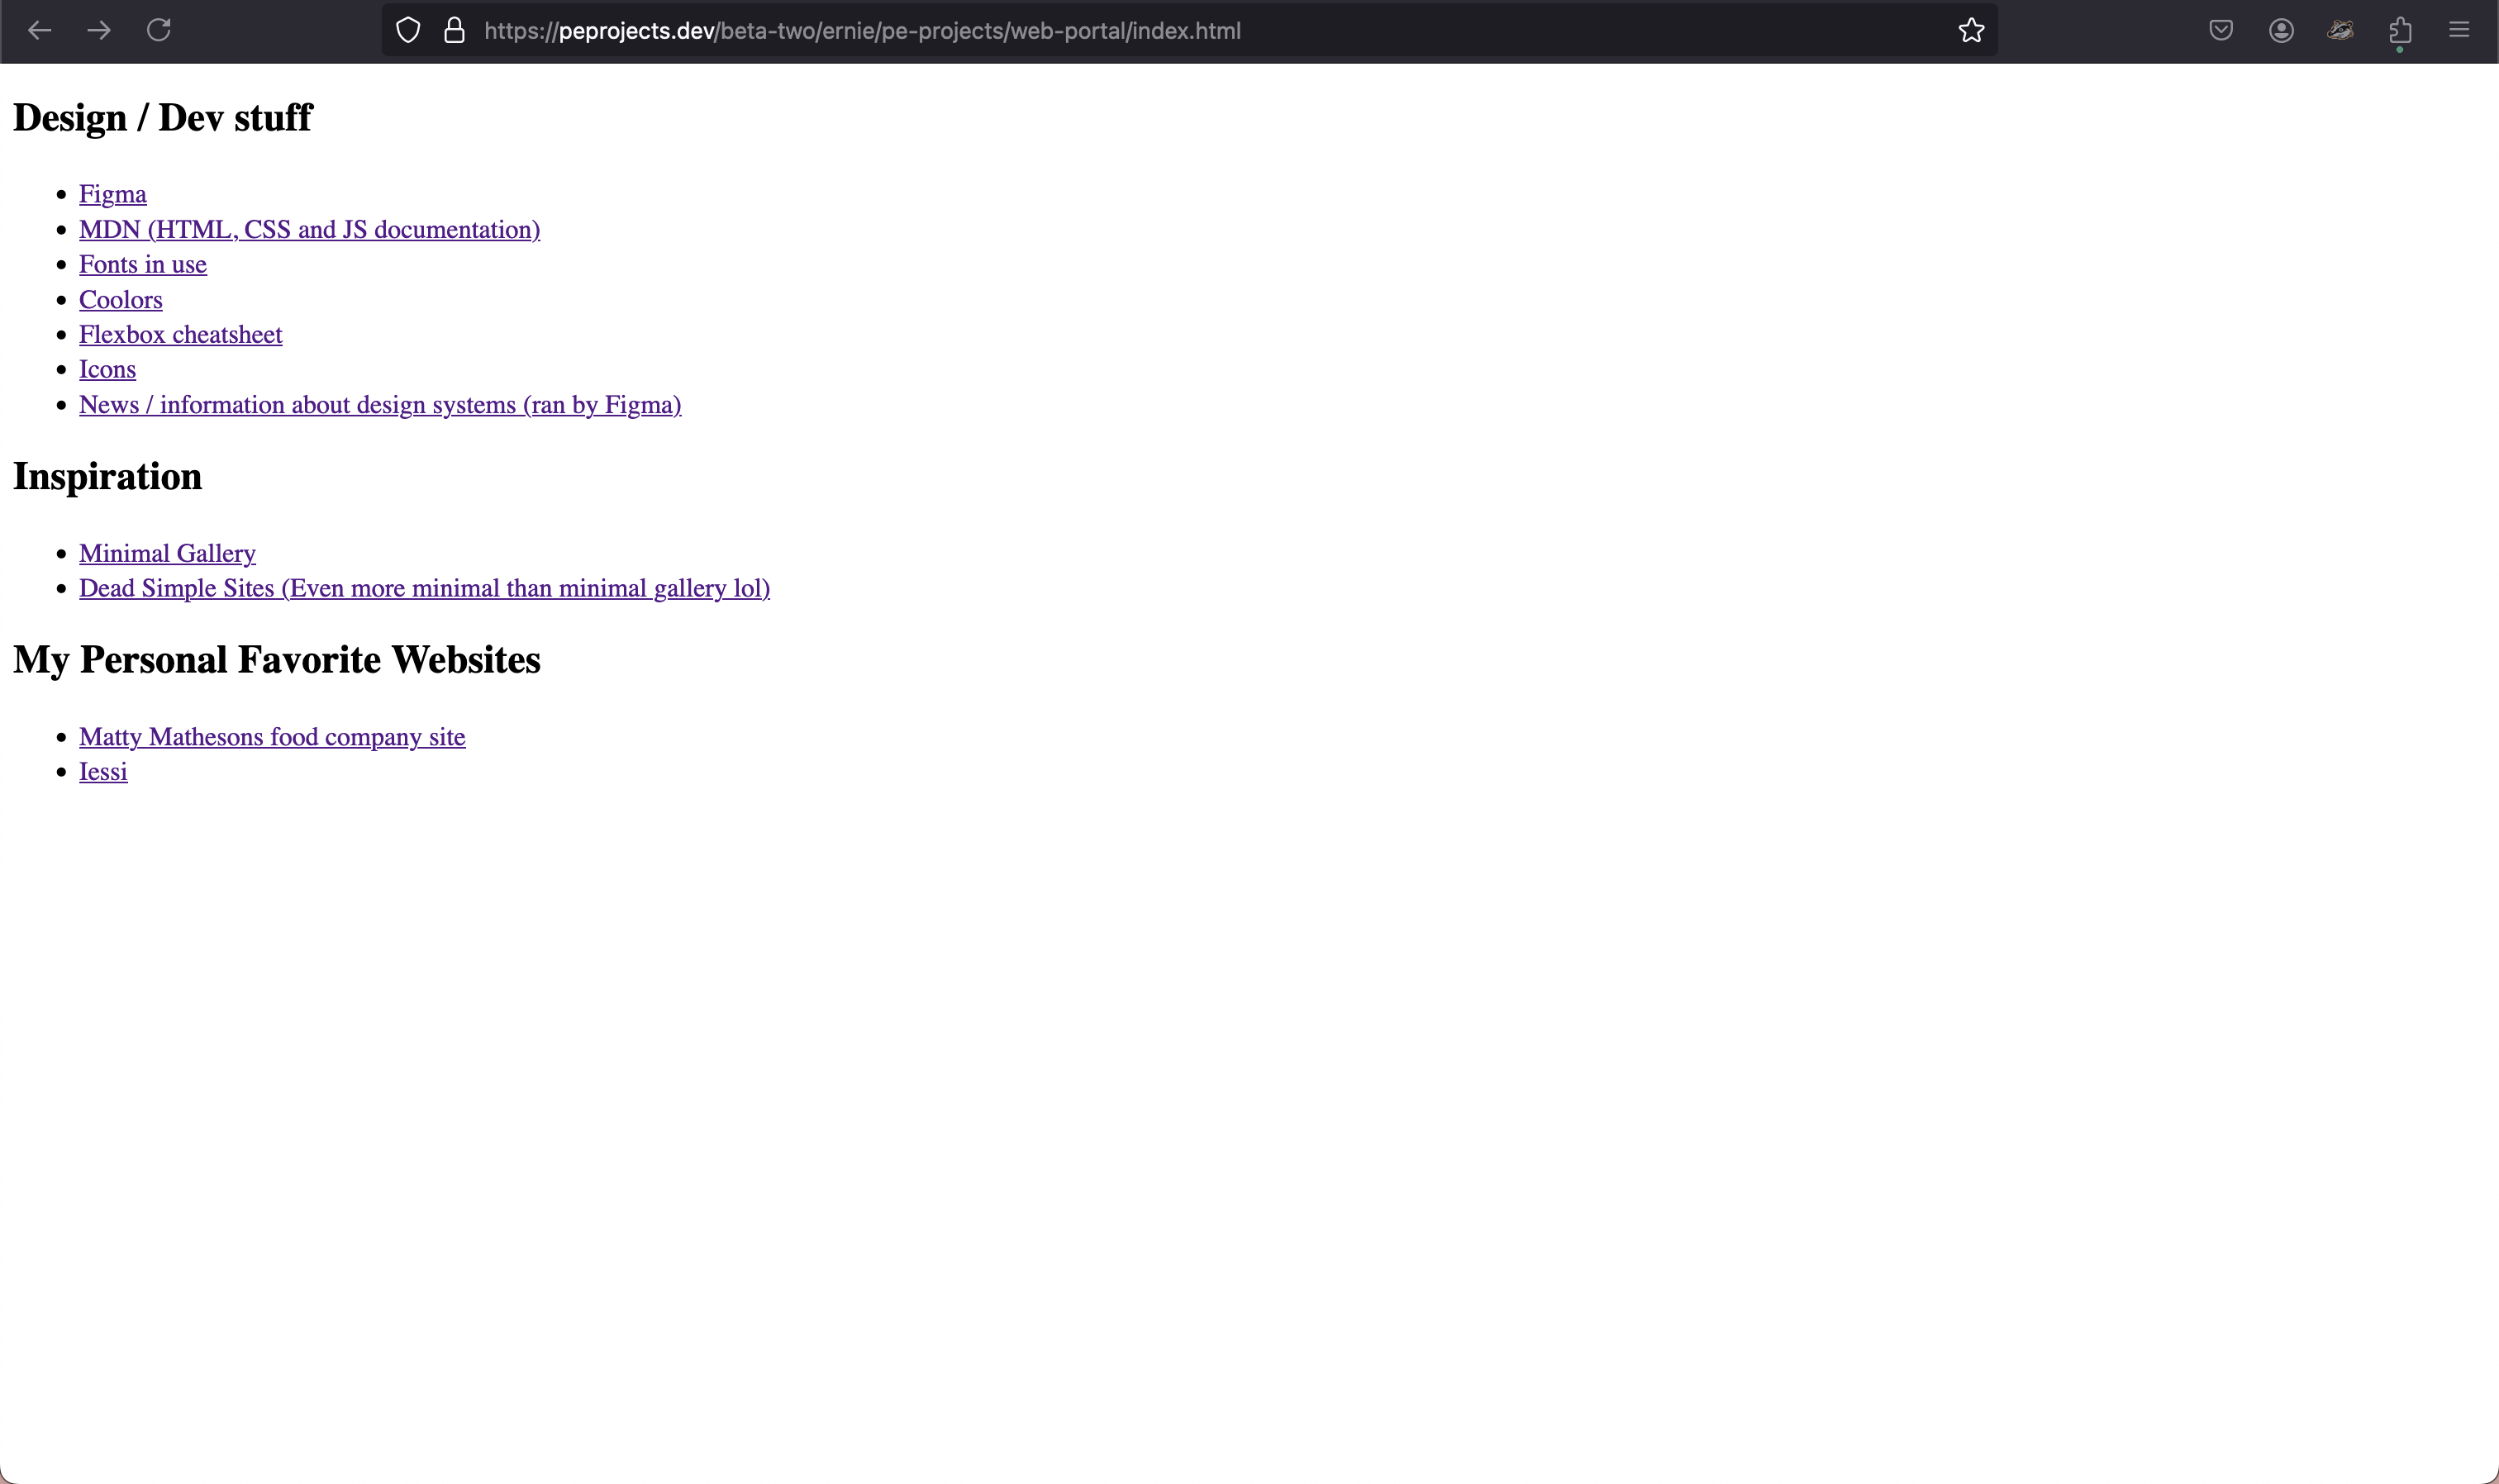 https://peprojects.dev/beta-two/ernie/pe-projects/web-portal/index.html
Design / Dev stuff
Figma
MDN (HTML, CSS and JS documentation)
Fonts in use
Coolors
Flexbox cheatsheet
Icons
News / information about design systems (ran by Figma)
Inspiration
Minimal Gallery
Dead Simple Sites (Even more minimal than minimal gallery lol)
My Personal Favorite Websites
Matty Mathesons food company site
Iessi